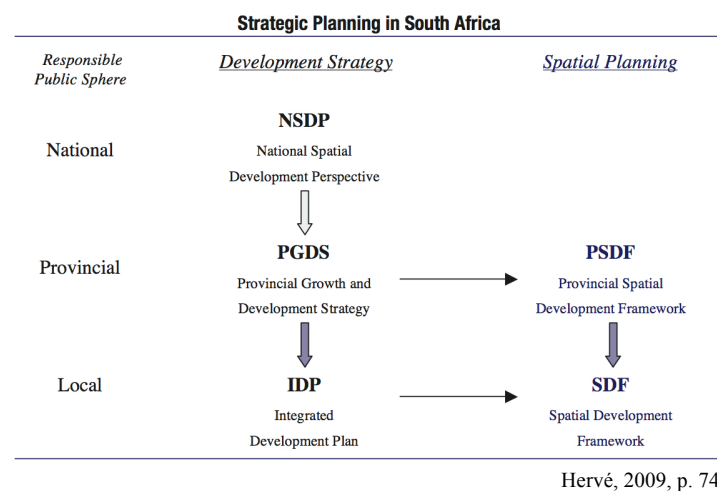 Strategic Planning in South Africa
Responsible
Public Sphere
Development Strategy
Spatial Planning
National
NSDP
National Spatial
Development Perspective
Provincial
PGDS
Provincial Growth and
Development Strategy
PSDF
Provincial Spatial
Development Framework
Local
IDP
Integrated
Development Plan
SDF
Spatial Development
Framework
Hervé, 2009, p. 74